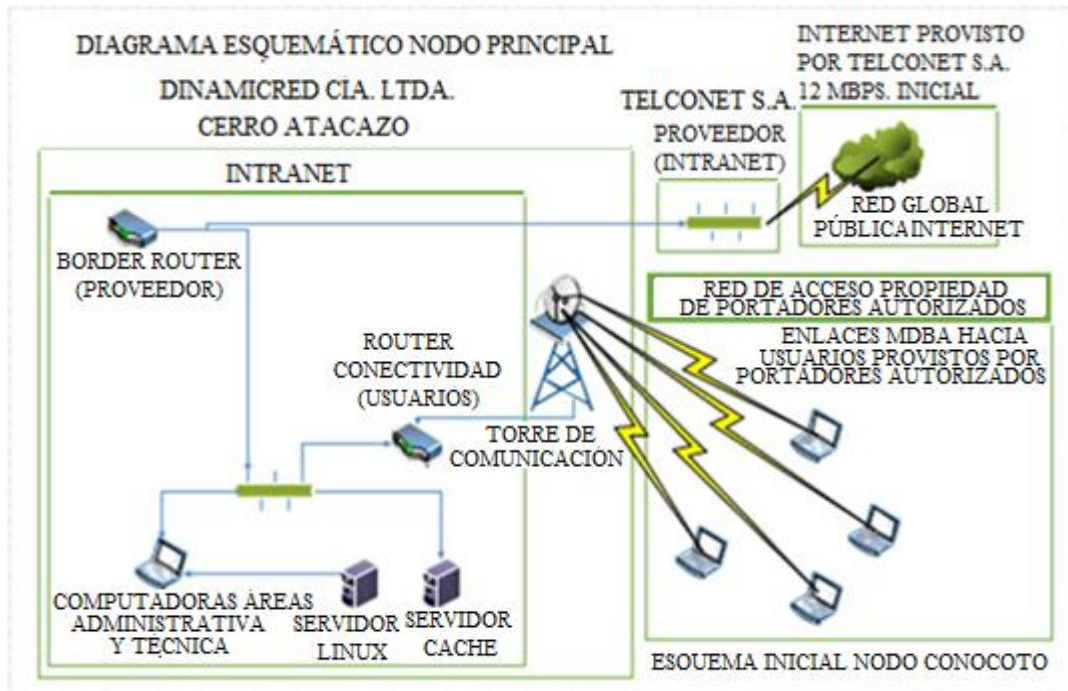 DIAGRAMA ESQUEMÁTICO NODO PRINCIPAL
DINAMICRED CIA. LTDA.
CERRO ATACAZO
INTERNET PROVISTO
POR TELCONET S.A.
12 MBPS. INICIAL
TELCONET S.A.
PROVEEDOR
(INTRANET)
INTRANET
RED GLOBAL
PÚBLICAINTERNET
BORDER ROUTER
(PROVEEDOR)
RED DE ACCESO PROPIEDAD
DE PORTADORES AUTORIZADOS
ENLACES MDBA HACIA
USUARIOS PROVISTOS POR
PORTADORES AUTORIZADOS
ROUTER
CONECTIVIDAD
(USUARIOS)
TORRE DE
COMUNICACIÓN
COMPUTADORAS ÁREAS
ADMINISTRATIVA
Y TÉCNICA
SERVIDOR
LINUX
SERVIDOR
CACHE
ESQUEMA INICIAL NODO CONOCOTO